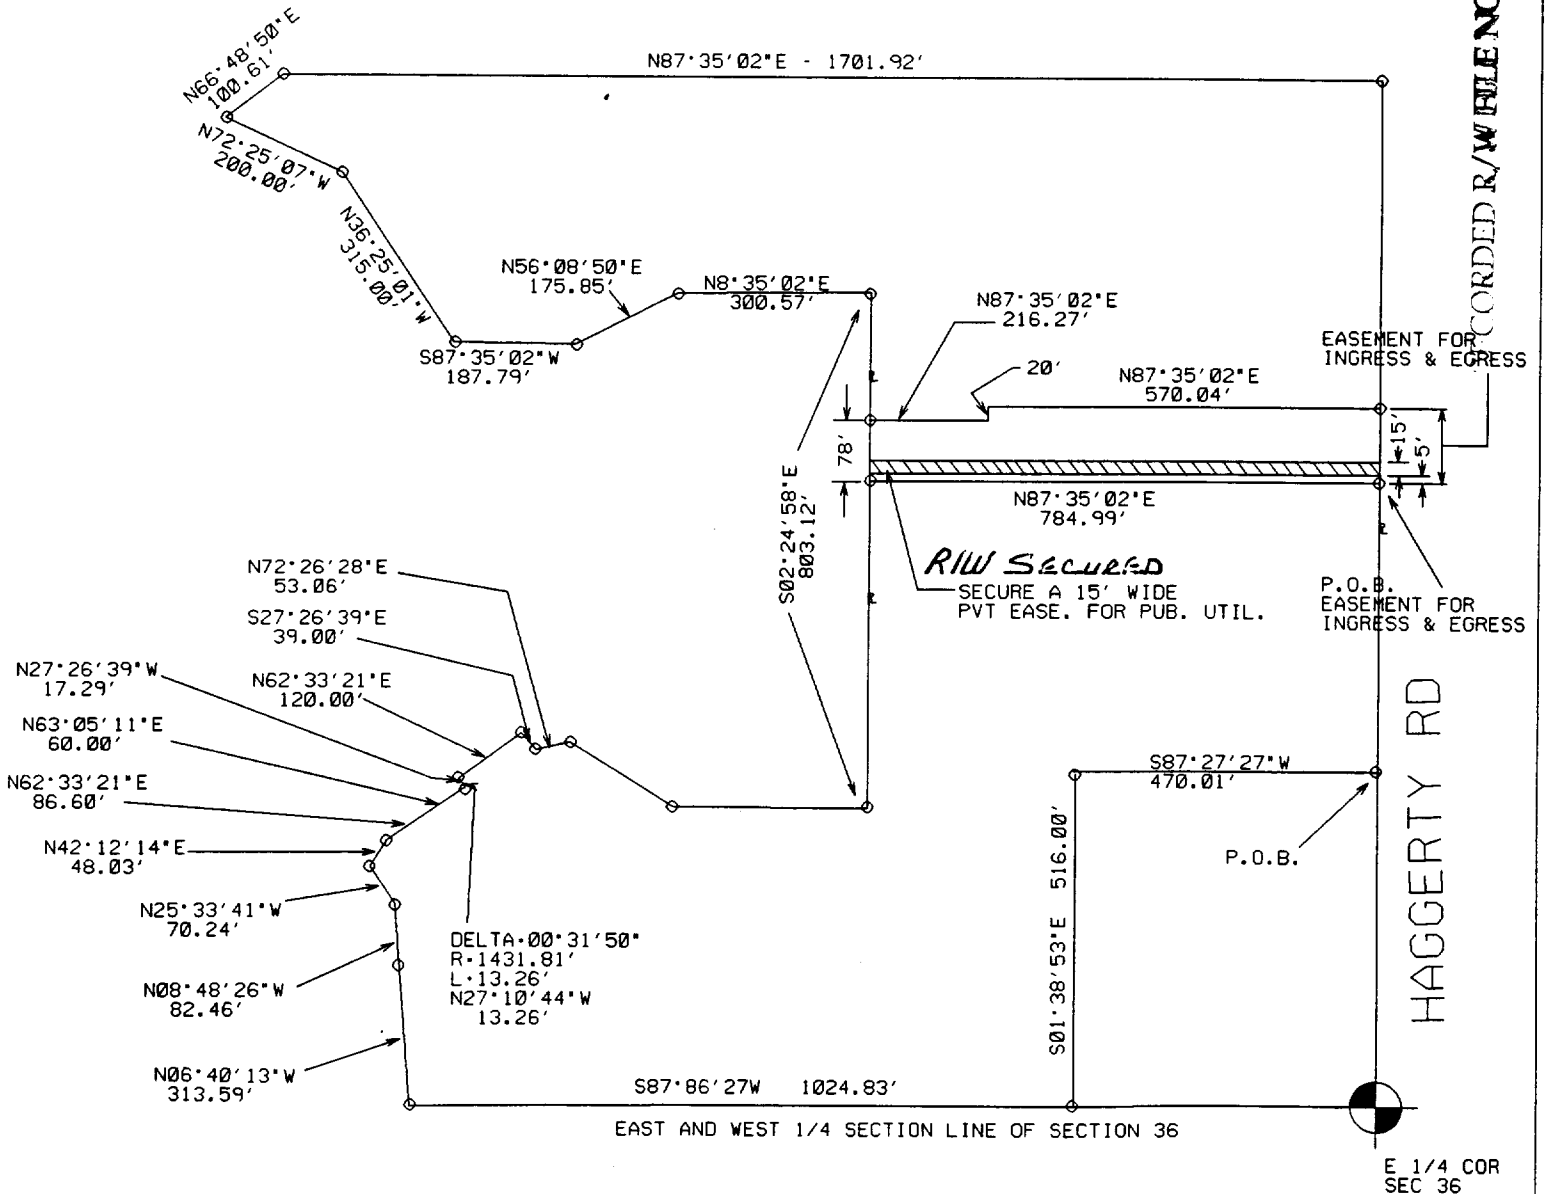 N66°48'50"E
100.61'
N87°35'02"E - 1701.92'
N72°25'07"W
200.00'
N36°25'01"W
315.00'
N56°08'50"E
175.85'
N8°35'02"E
300.57'
S87°35'02"W
187.79'
N87°35'02"E
216.27'
20'
N87°35'02"E
570.04'
EASEMENT FOR
INGRESS & EGRESS
CORDED R/W
78'
15'
5'
N87°35'02"E
784.99'
S02°24'58"E
803.12'
R/W SECURED
SECURE A 15' WIDE
PVT EASE. FOR PUB. UTIL.
P.O.B.
EASEMENT FOR
INGRESS & EGRESS
N72°26'28"E
53.06'
S27°26'39"E
39.00'
N27°26'39"W
17.29'
N62°33'21"E
120.00'
N63°05'11"E
60.00'
N62°33'21"E
86.60'
N42°12'14"E
48.03'
N25°33'41"W
70.24'
N08°48'26"W
82.46'
N06°40'13"W
313.59'
DELTA·00°31'50"
R·1431.81'
L·13.26'
N27°10'44"W
13.26'
S87°27'27"W
470.01'
P.O.B.
S01°38'53"E 516.00'
HAGGERTY RD
S87°86'27W 1024.83'
EAST AND WEST 1/4 SECTION LINE OF SECTION 36
E 1/4 COR
SEC 36